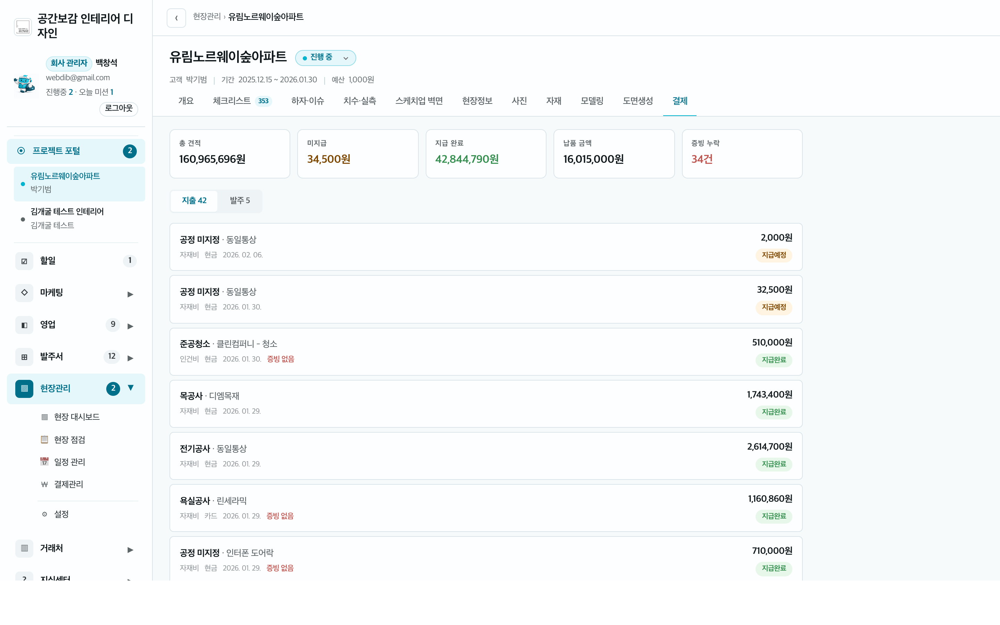 공간보감 인테리어 디
자인
공간보감
회사 관리자 백창석
webdib@gmail.com
진행중 2 · 오늘 미션 1
로그아웃
프로젝트 포털 2
유림노르웨이숲아파트
박기범
김개굴 테스트 인테리어
김개굴 테스트
할일 1
마케팅
영업 9
발주서 12
현장관리 2
현장 대시보드
현장 점검
17 일정 관리
₩ 결제관리
설정
거래처
? 지식센터
현장관리 › 유림노르웨이숲아파트
유림노르웨이숲아파트 진행 중
고객 박기범 | 기간 2025.12.15 ~ 2026.01.30 | 예산 1,000원
개요 체크리스트 353 하자·이슈 치수·실측 스케치업 벽면 현장정보 사진 자재 모델링 도면생성 결제
총 견적
160,965,696원
미지급
34,500원
지급 완료
42,844,790원
납품 금액
16,015,000원
증빙 누락
34건
지출 42 발주 5
공정 미지정 · 동일통상 2,000원
자재비 현금 2026. 02. 06. 지급예정
공정 미지정 · 동일통상 32,500원
자재비 현금 2026. 01. 30. 지급예정
준공청소 · 클린컴퍼니 - 청소 510,000원
인건비 현금 2026. 01. 30. 증빙 없음 지급완료
목공사 · 디엠목재 1,743,400원
자재비 현금 2026. 01. 29. 지급완료
전기공사 · 동일통상 2,614,700원
자재비 현금 2026. 01. 29. 지급완료
욕실공사 · 린세라믹 1,160,860원
자재비 카드 2026. 01. 29. 증빙 없음 지급완료
공정 미지정 · 인터폰 도어락 710,000원
자재비 현금 2026. 01. 29. 증빙 없음 지급완료